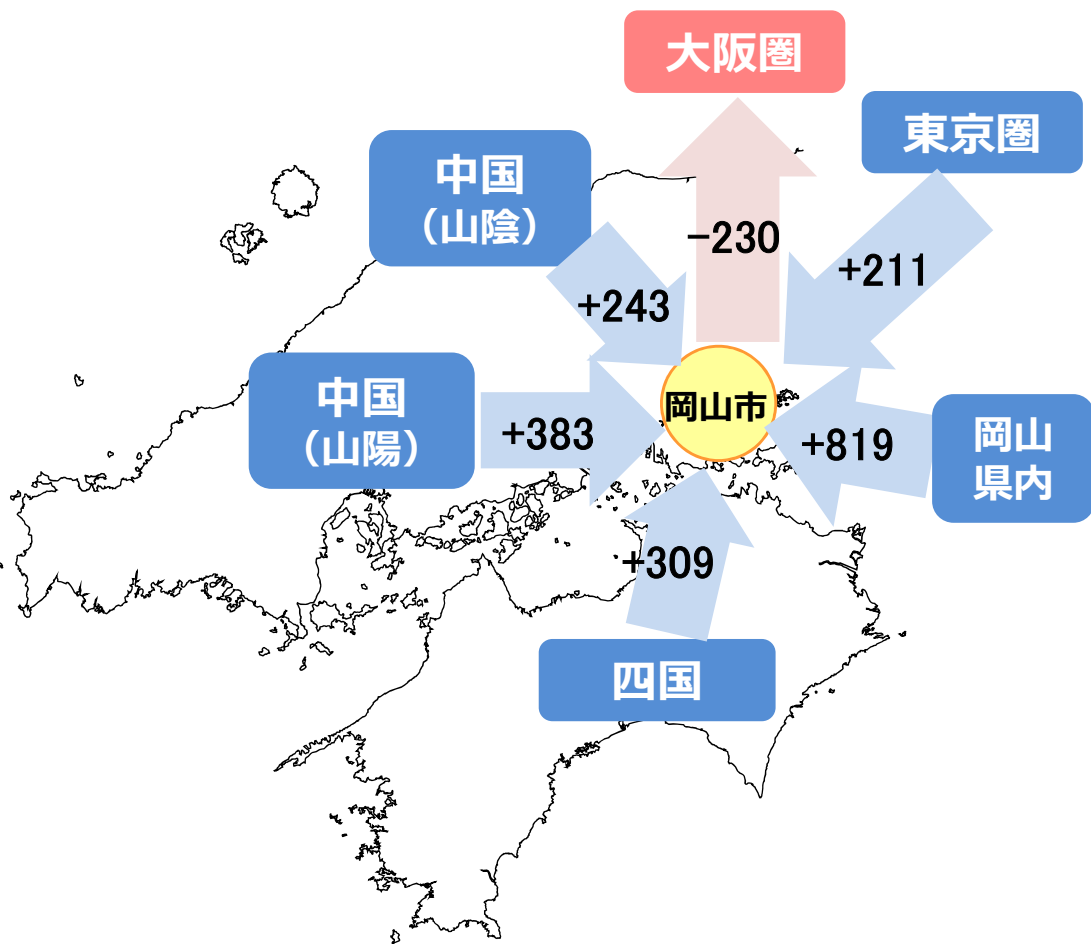 大阪圏
東京圏
中国
（山陰）
-230
+211
+243
中国
（山陽）
+383
岡山市
+819
岡山
県内
+309
四国